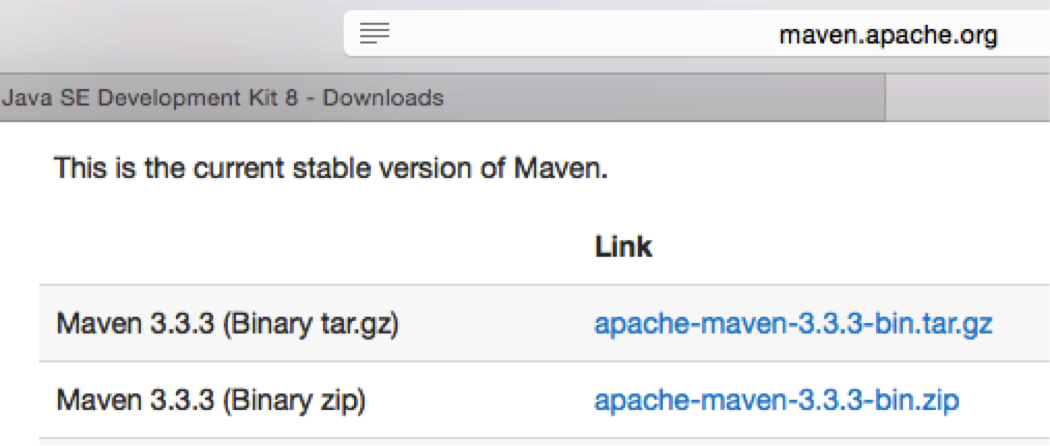 maven.apache.org
Java SE Development Kit 8 - Downloads
This is the current stable version of Maven.
Link
Maven 3.3.3 (Binary tar.gz) apache-maven-3.3.3-bin.tar.gz
Maven 3.3.3 (Binary zip) apache-maven-3.3.3-bin.zip